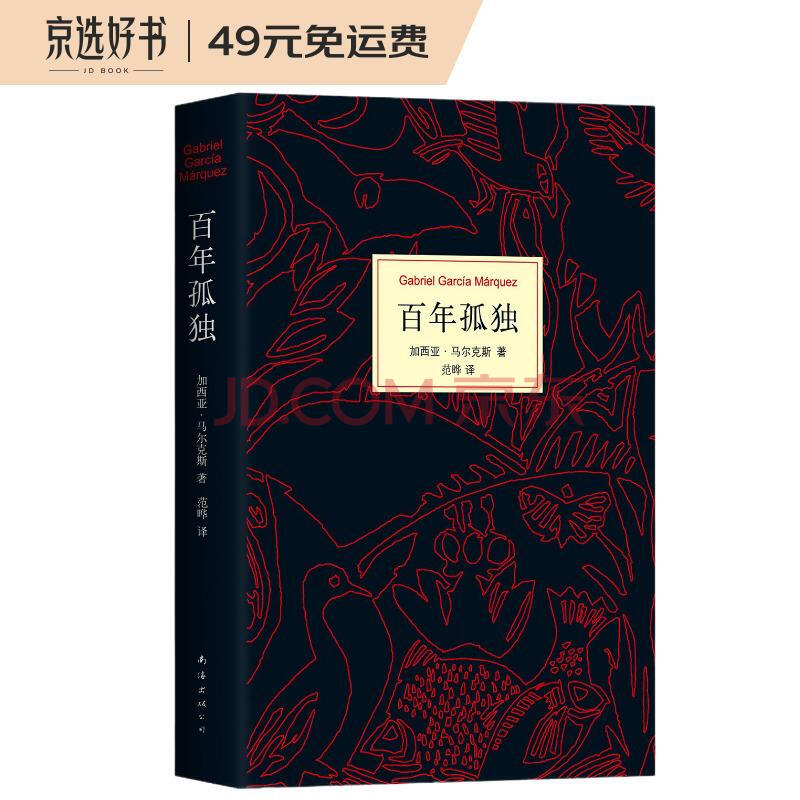 京选好书
JD BOOK
49元免运费
Gabriel
García
Márquez
百年孤独
加西亚·马尔克斯 著
范晔 译
南海出版公司
Gabriel García Márquez
百年孤独
加西亚·马尔克斯 著
范晔 译
JD.COM 京东